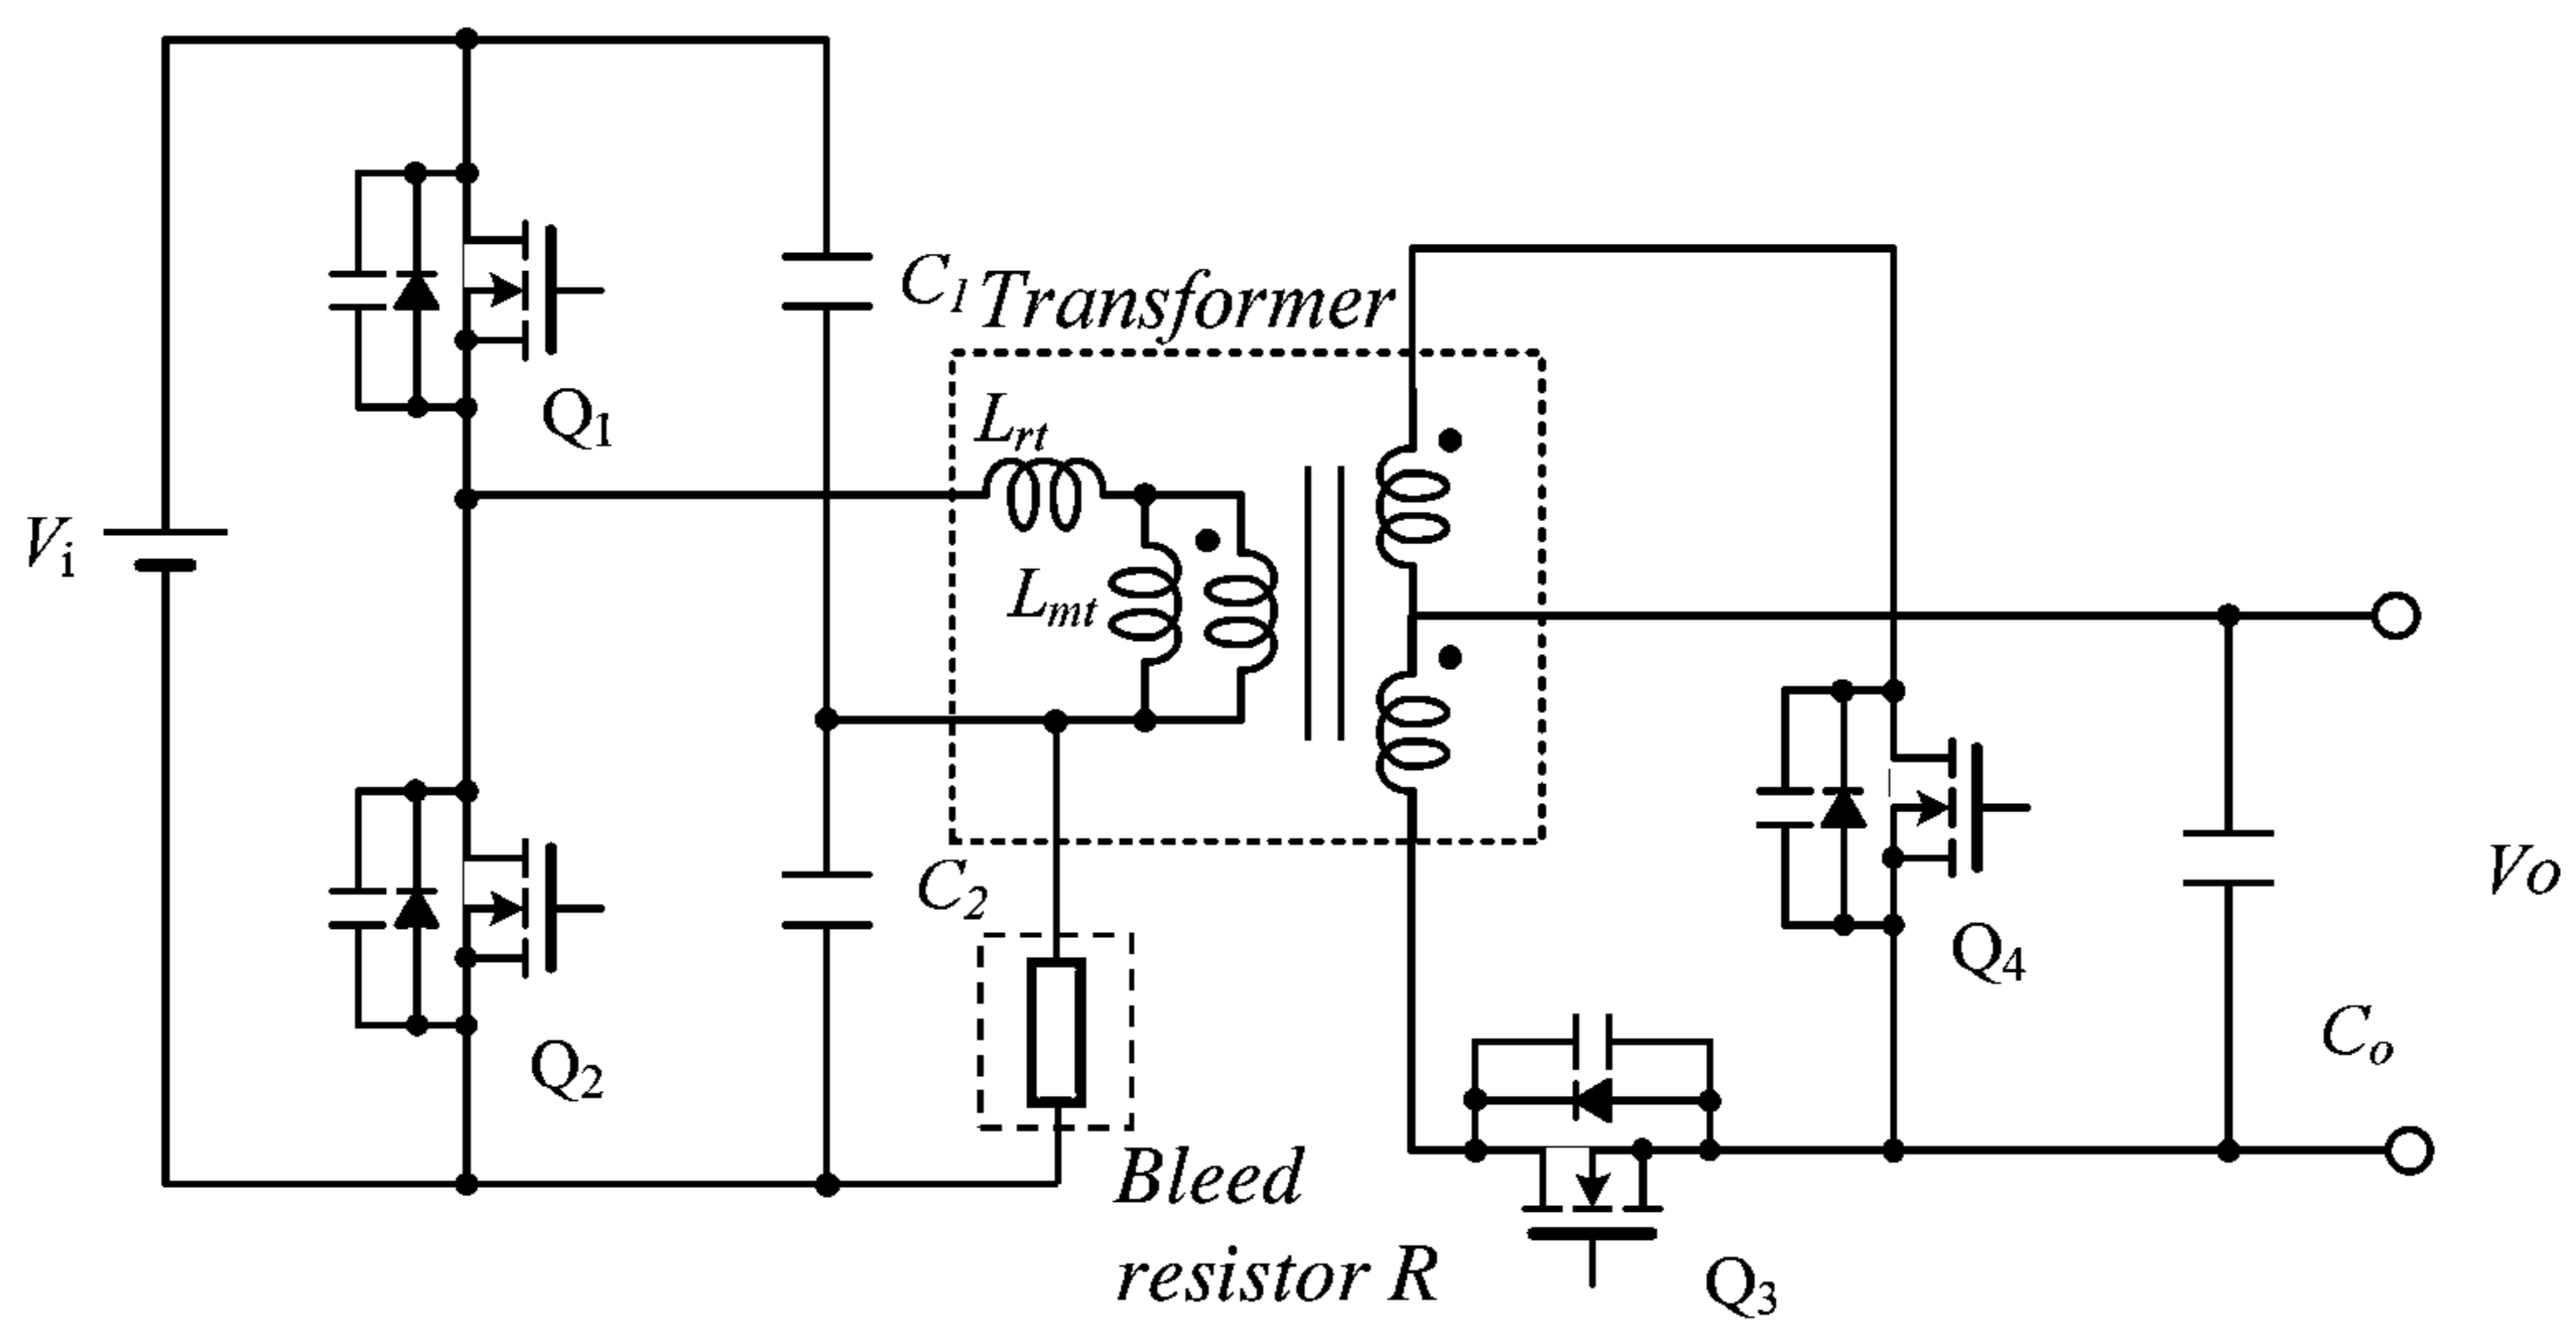 C1
Transformer
Q1
Lrt
Vi
Lmt
C2
Q4
Vo
Q2
Co
Bleed
resistor R
Q3